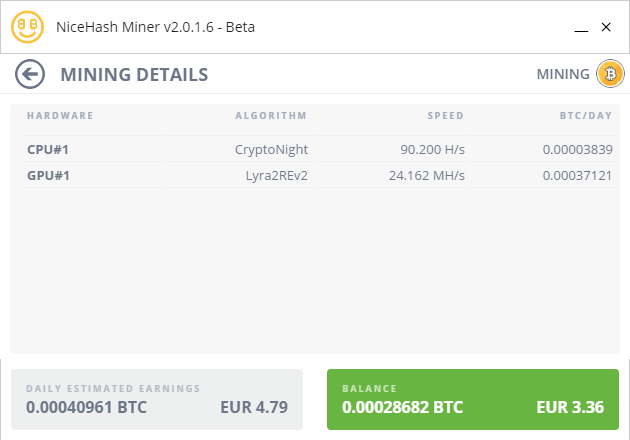 NiceHash Miner v2.0.1.6 - Beta
MINING DETAILS MINING
HARDWARE ALGORITHM SPEED BTC/DAY
CPU#1 CryptoNight 90.200 H/s 0.00003839
GPU#1 Lyra2REv2 24.162 MH/s 0.00037121
DAILY ESTIMATED EARNINGS BALANCE
0.00040961 BTC EUR 4.79 0.00028682 BTC EUR 3.36